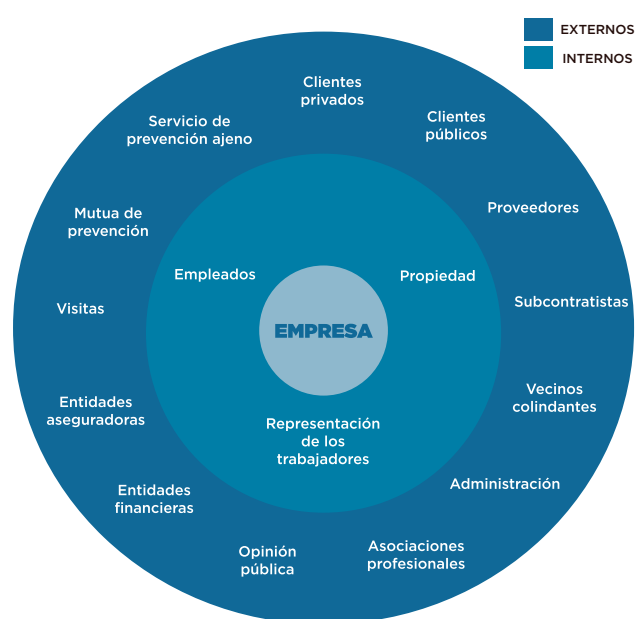 EXTERNOS
INTERNOS
Clientes
privados
Clientes
públicos
Servicio de
prevención ajeno
Proveedores
Mutua de
prevención
Empleados
Propiedad
Visitas
Subcontratistas
EMPRESA
Entidades
aseguradoras
Vecinos
colindantes
Representación
de los
trabajadores
Entidades
financieras
Administración
Opinión
pública
Asociaciones
profesionales